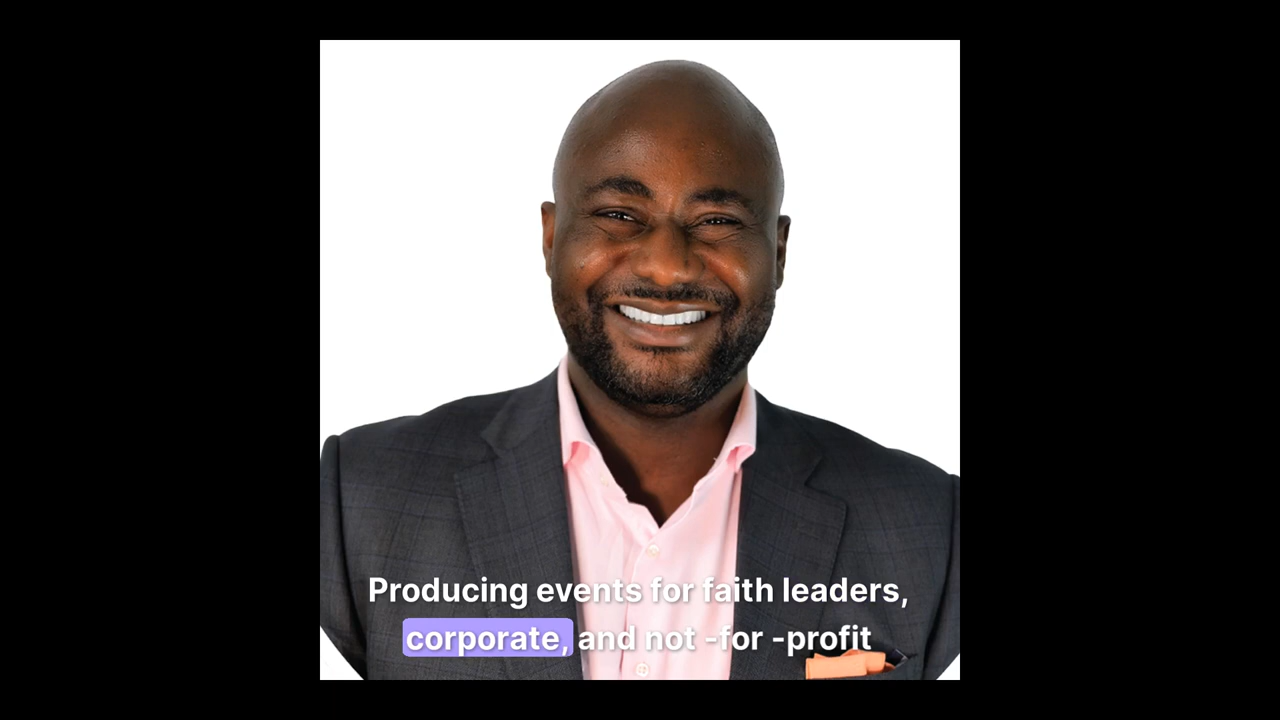 Producing events for faith leaders,
corporate, and not -for -profit